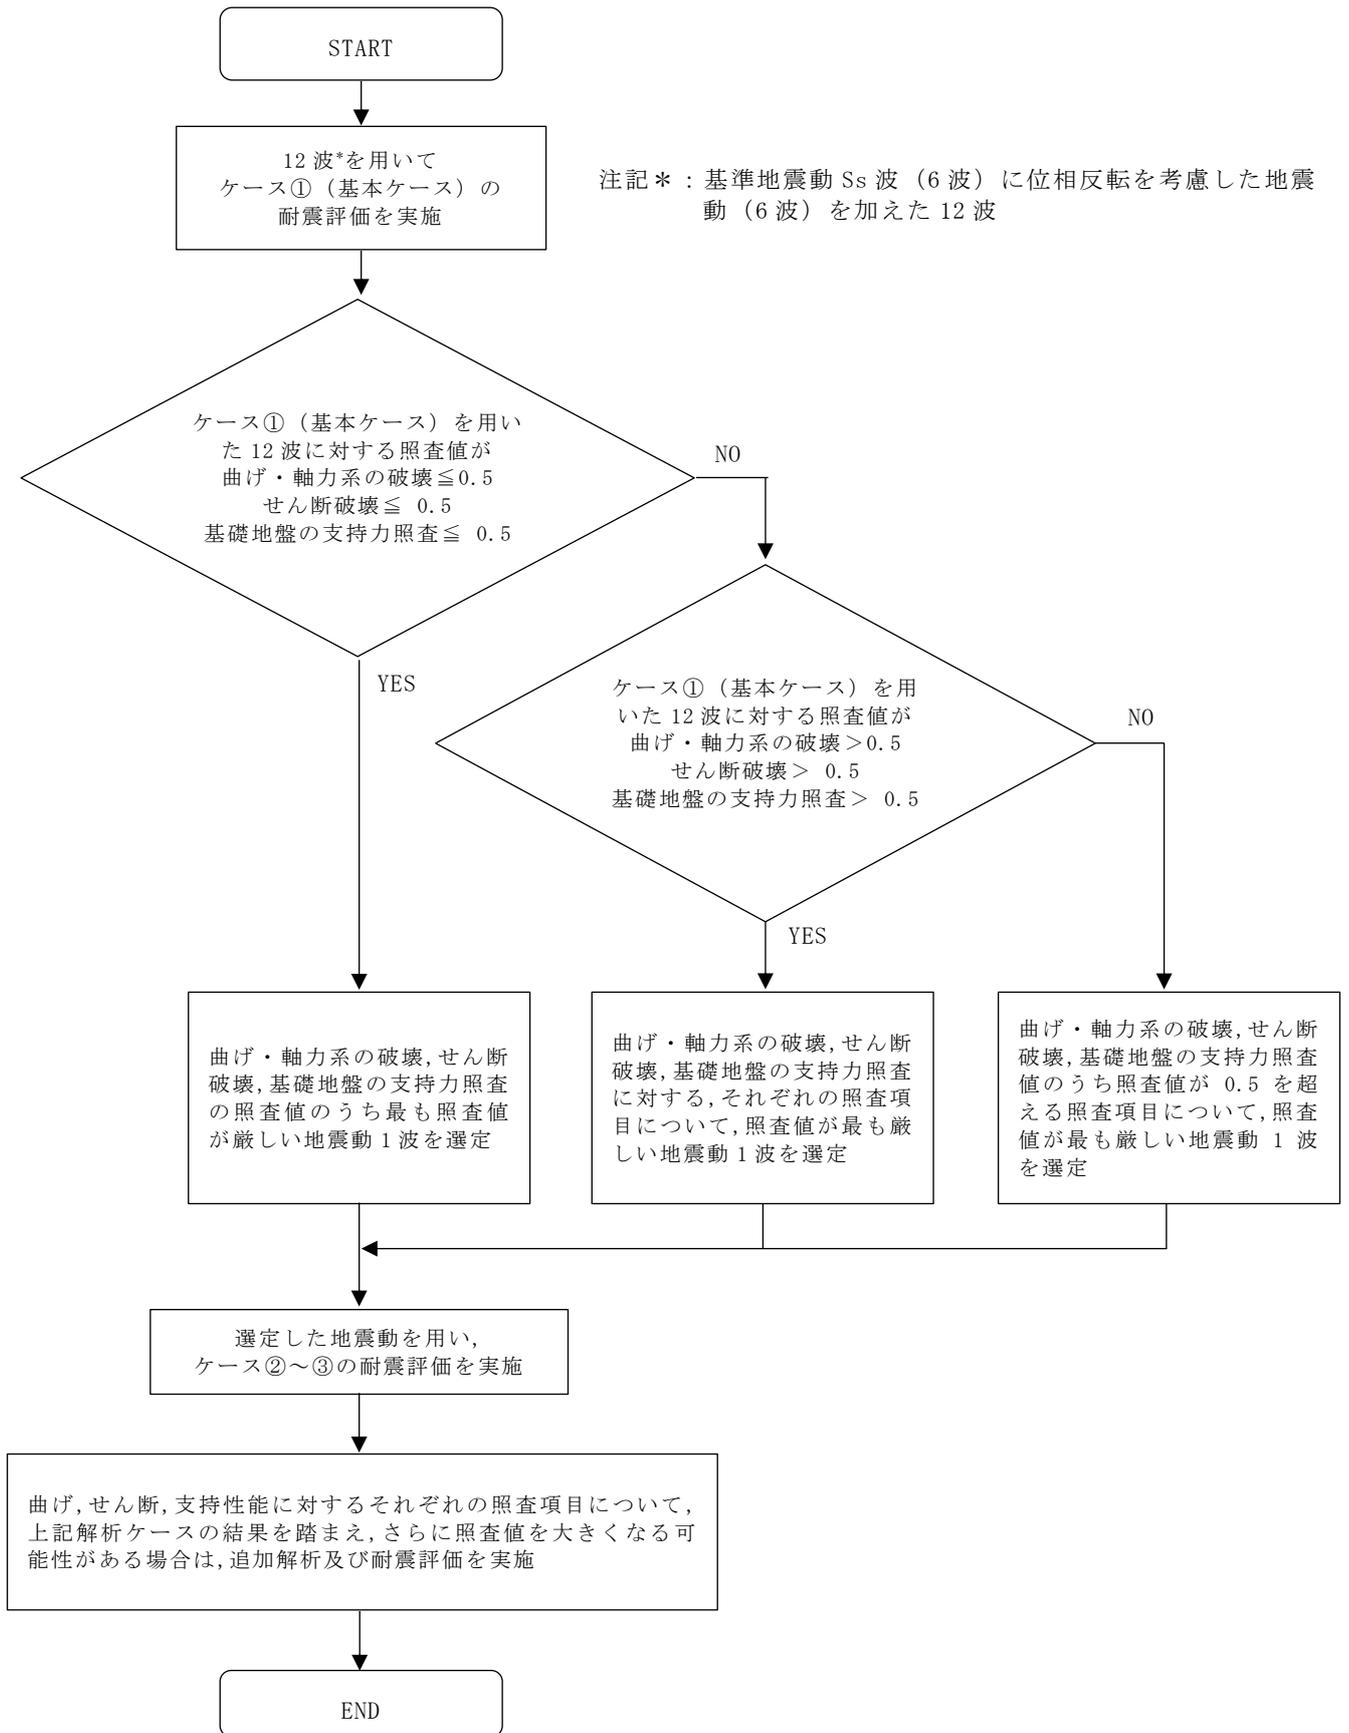 START
12 波*を用いて
ケース①（基本ケース）の
耐震評価を実施
注記＊：基準地震動 Ss 波（6 波）に位相反転を考慮した地震
動（6 波）を加えた 12 波
ケース①（基本ケース）を用い
た 12 波に対する照査値が
曲げ・軸力系の破壊≦0.5
せん断破壊≦ 0.5
基礎地盤の支持力照査≦ 0.5
NO
YES
ケース①（基本ケース）を用
いた 12 波に対する照査値が
曲げ・軸力系の破壊＞0.5
せん断破壊＞ 0.5
基礎地盤の支持力照査＞ 0.5
NO
YES
曲げ・軸力系の破壊,せん断
破壊,基礎地盤の支持力照査
の照査値のうち最も照査値
が厳しい地震動 1 波を選定
曲げ・軸力系の破壊,せん断
破壊,基礎地盤の支持力照査
に対する,それぞれの照査項
目について,照査値が最も厳
しい地震動 1 波を選定
曲げ・軸力系の破壊,せん断
破壊,基礎地盤の支持力照査
値のうち照査値が 0.5 を超
える照査項目について,照査
値が最も厳しい地震動 1 波
を選定
選定した地震動を用い,
ケース②～③の耐震評価を実施
曲げ,せん断,支持性能に対するそれぞれの照査項目について,
上記解析ケースの結果を踏まえ,さらに照査値を大きくなる可
能性がある場合は,追加解析及び耐震評価を実施
END